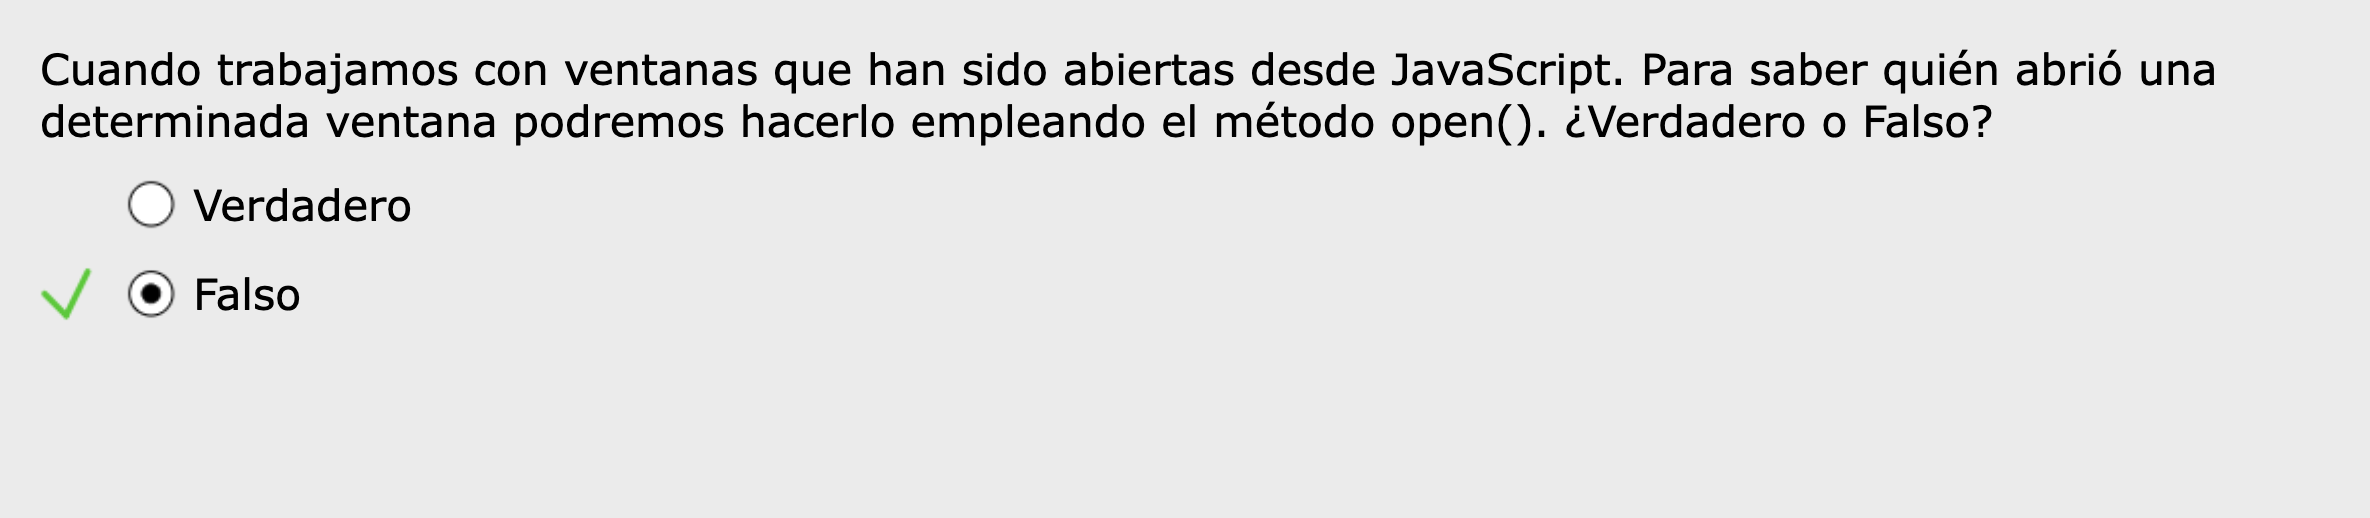 Cuando trabajamos con ventanas que han sido abiertas desde JavaScript. Para saber quién abrió una
determinada ventana podremos hacerlo empleando el método open(). ¿Verdadero o Falso?
Verdadero
Falso